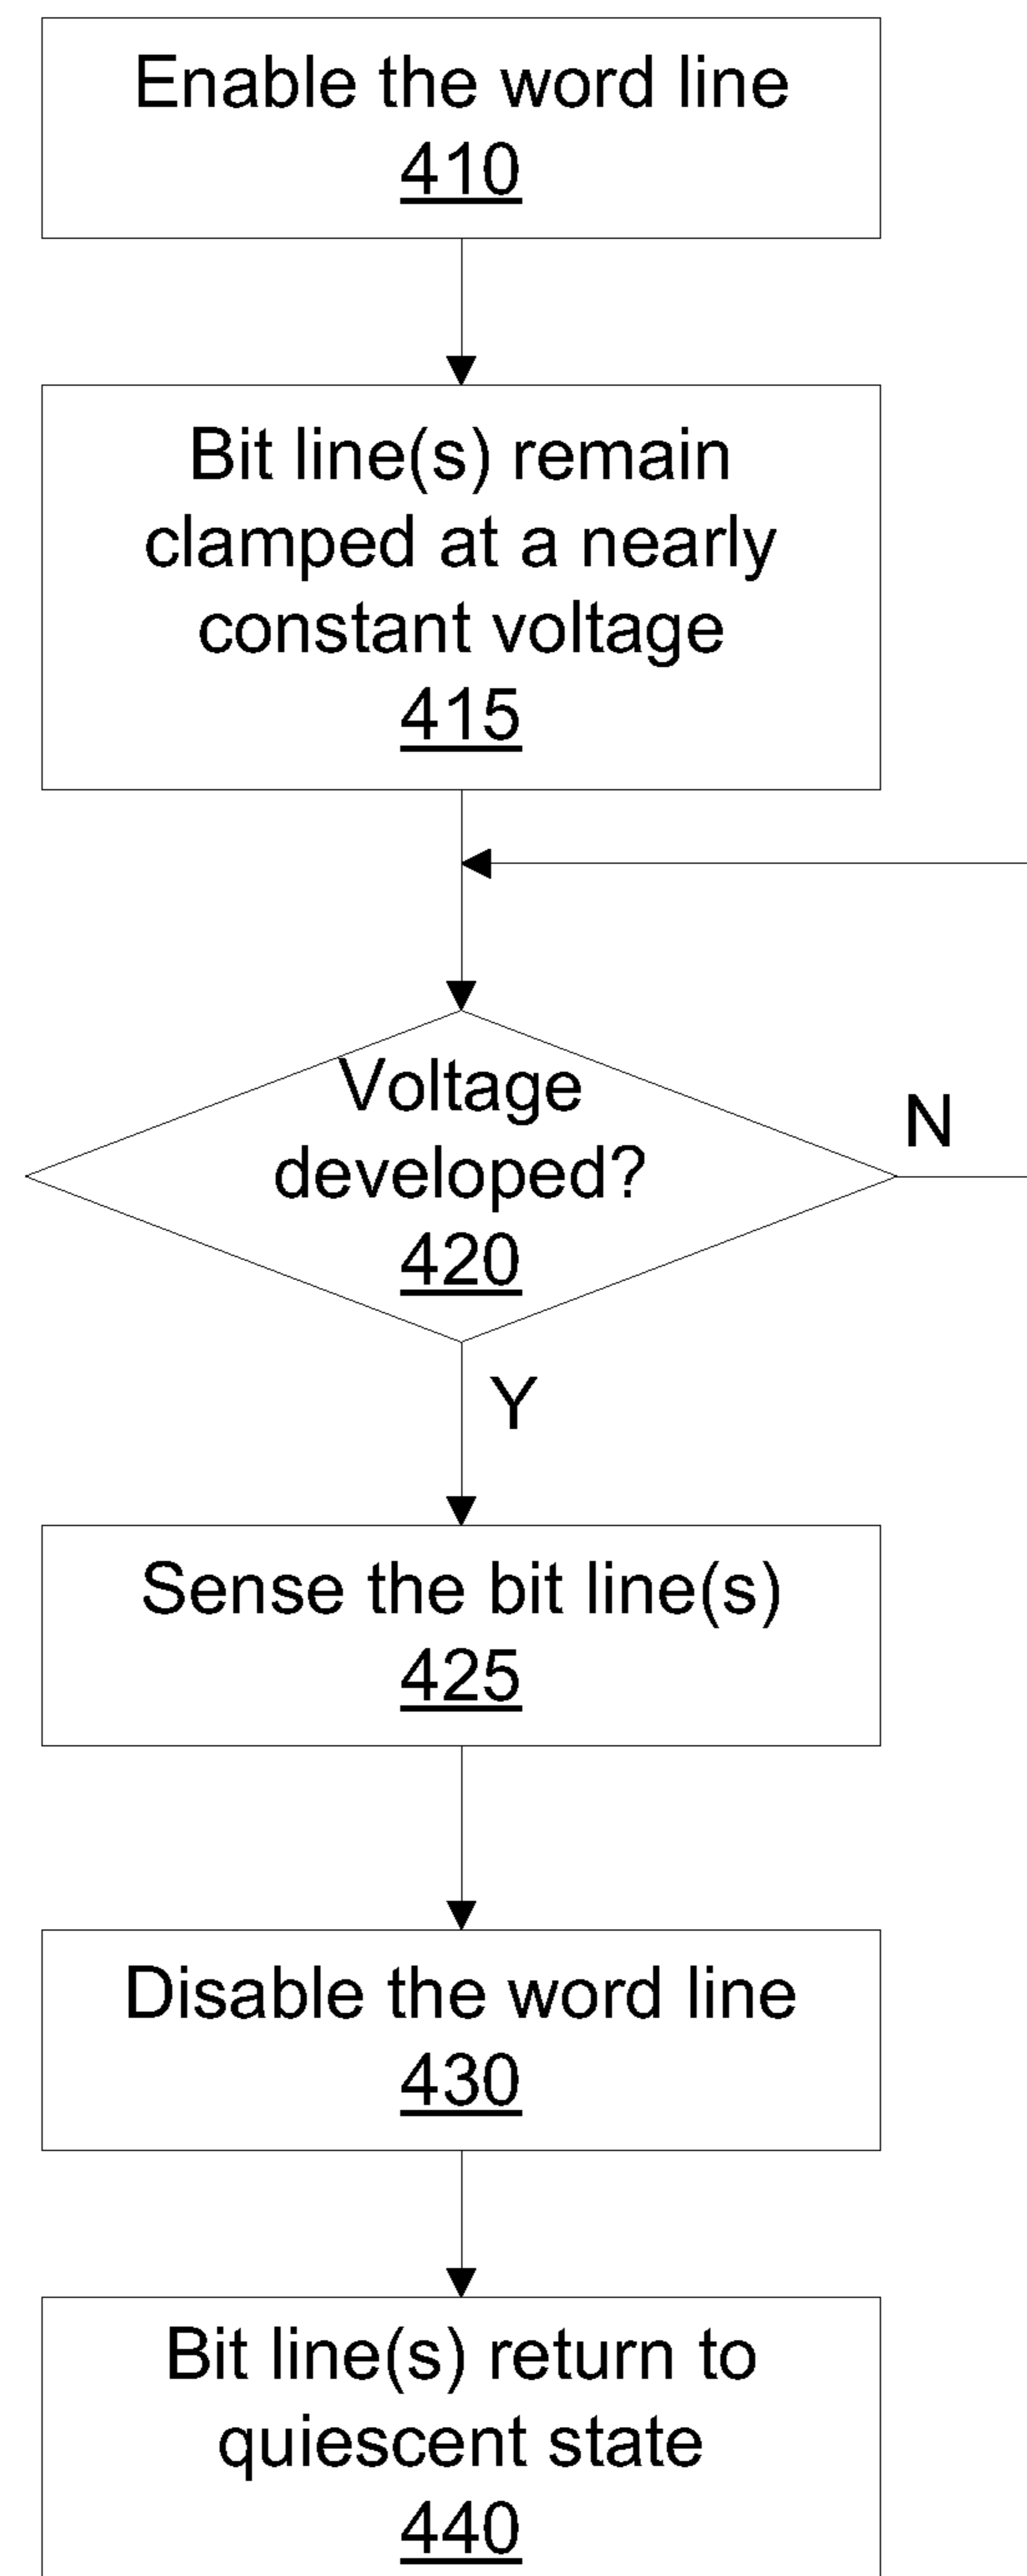 Enable the word line
410
Bit line(s) remain
clamped at a nearly
constant voltage
415
Voltage
developed?
420
N
Y
Sense the bit line(s)
425
Disable the word line
430
Bit line(s) return to
quiescent state
440